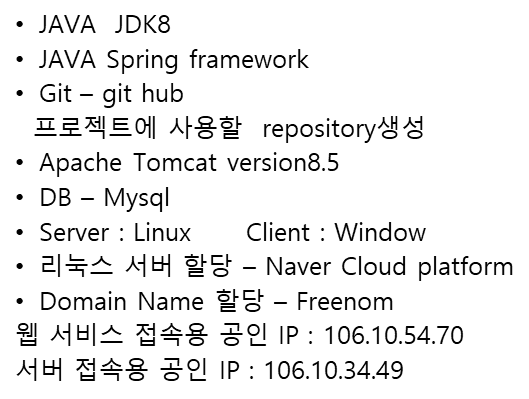 • JAVA JDK8
• JAVA Spring framework
• Git – git hub
프로젝트에 사용할 repository생성
• Apache Tomcat version8.5
• DB – Mysql
• Server : Linux Client : Window
• 리눅스 서버 할당 – Naver Cloud platform
• Domain Name 할당 – Freenom
웹 서비스 접속용 공인 IP : 106.10.54.70
서버 접속용 공인 IP : 106.10.34.49